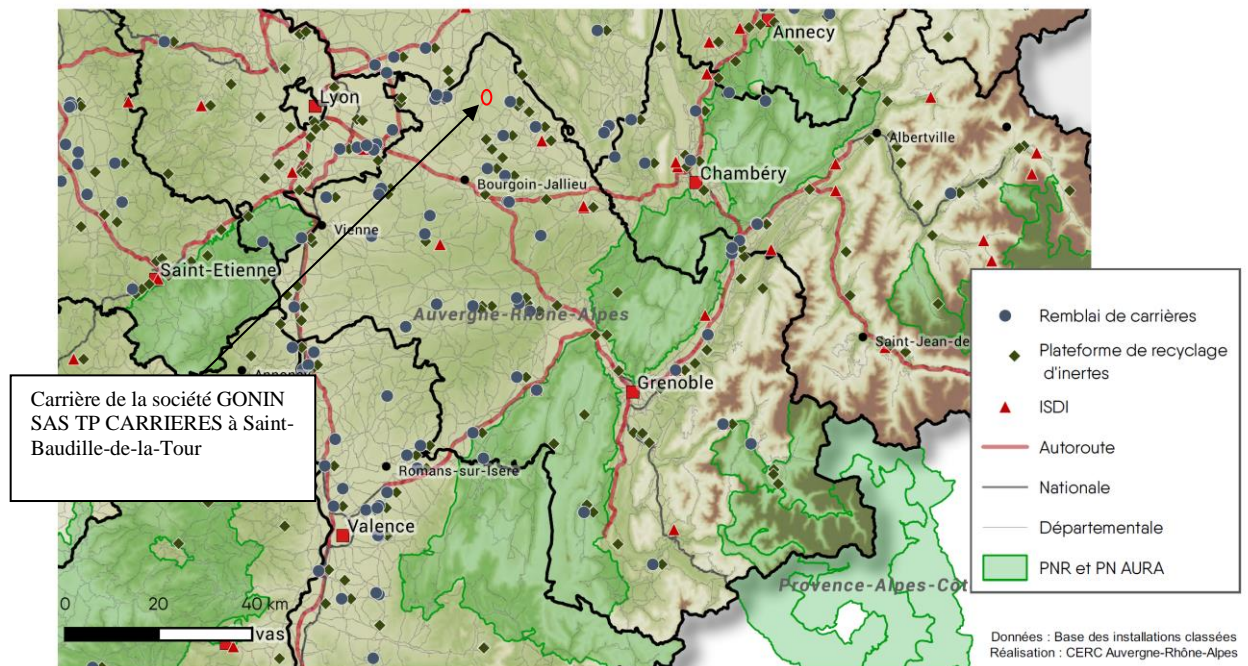 Annecy
Lyon
Albertville
Chambéry
Bourgoin-Jallieu
Vienne
Saint-Etienne
Auvergne-Rhône-Alpes
Saint-Jean-de
Grenoble
Carrière de la société GONIN
SAS TP CARRIERES à Saint-
Baudille-de-la-Tour
Romans-sur-Isère
Valence
Provence-Alpes-Côt
0 20 40 km
vas
Remblai de carrières
Plateforme de recyclage
d'inertes
ISDI
Autoroute
Nationale
Départementale
PNR et PN AURA
Données : Base des installations classées
Réalisation : CERC Auvergne-Rhône-Alpes